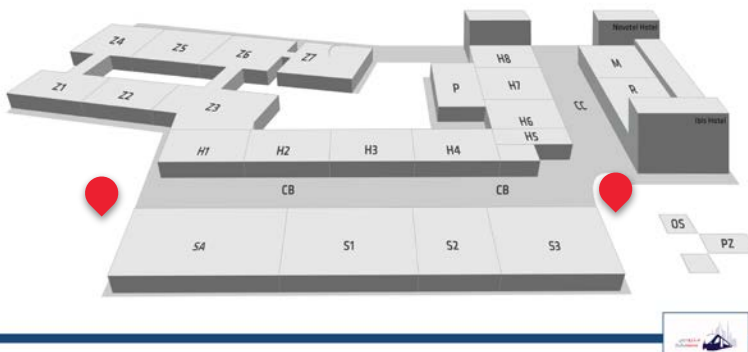 Novotel Hotel
Z4
Z5
Z6
Z7
H8
M
Z1
Z2
Z3
P
H7
R
CC
H6
Ibis Hotel
H5
H1
H2
H3
H4
CB
CB
OS
PZ
SA
S1
S2
S3